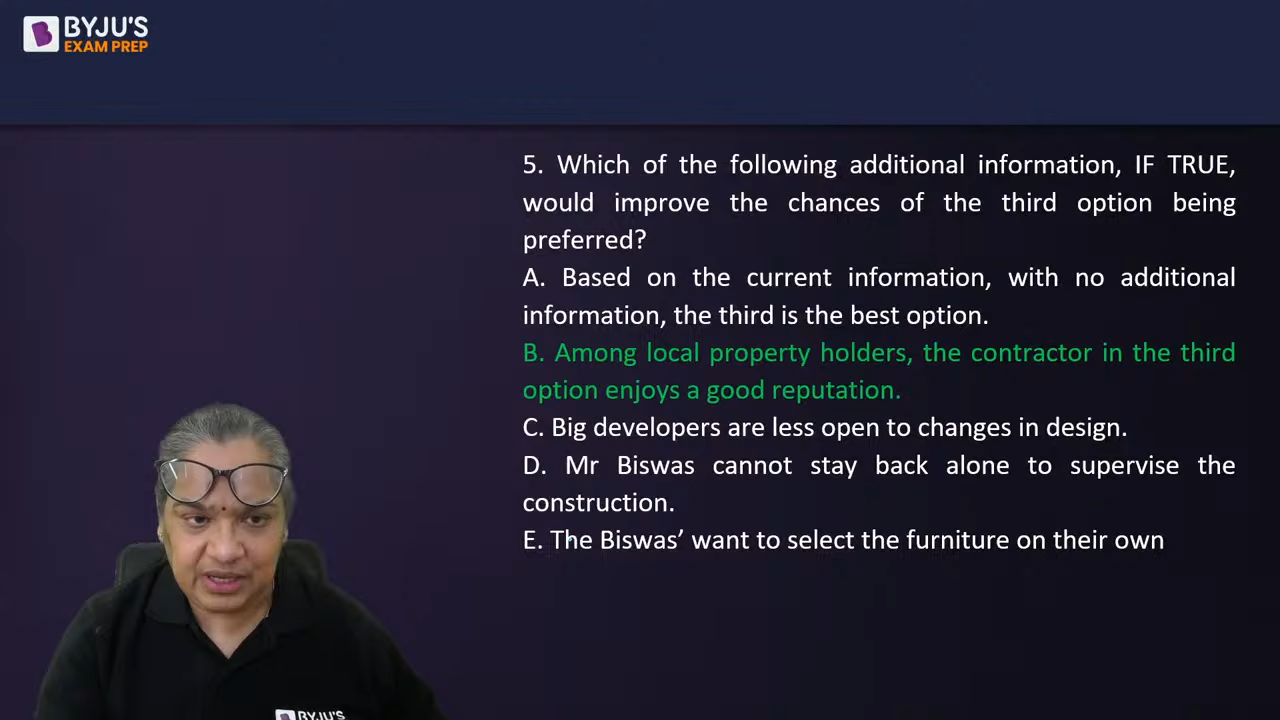 BYJU'S
EXAM PREP
5. Which of the following additional information, IF TRUE,
would improve the chances of the third option being
preferred?
A. Based on the current information, with no additional
information, the third is the best option.
B. Among local property holders, the contractor in the third
option enjoys a good reputation.
C. Big developers are less open to changes in design.
D. Mr Biswas cannot stay back alone to supervise the
construction.
E. The Biswas’ want to select the furniture on their own
BYJU'S